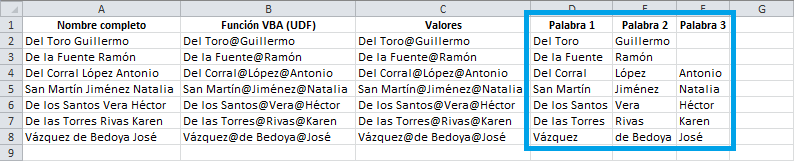 A B C D E F G
1 Nombre completo Función VBA (UDF) Valores Palabra 1 Palabra 2 Palabra 3
2 Del Toro Guillermo Del Toro@Guillermo Del Toro@Guillermo Del Toro Guillermo
3 De la Fuente Ramón De la Fuente@Ramón De la Fuente@Ramón De la Fuente Ramón
4 Del Corral López Antonio Del Corral@López@Antonio Del Corral@López@Antonio Del Corral López Antonio
5 San Martín Jiménez Natalia San Martín@Jiménez@Natalia San Martín@Jiménez@Natalia San Martín Jiménez Natalia
6 De los Santos Vera Héctor De los Santos@Vera@Héctor De los Santos@Vera@Héctor De los Santos Vera Héctor
7 De las Torres Rivas Karen De las Torres@Rivas@Karen De las Torres@Rivas@Karen De las Torres Rivas Karen
8 Vázquez de Bedoya José Vázquez@de Bedoya@José Vázquez@de Bedoya@José Vázquez de Bedoya José
9